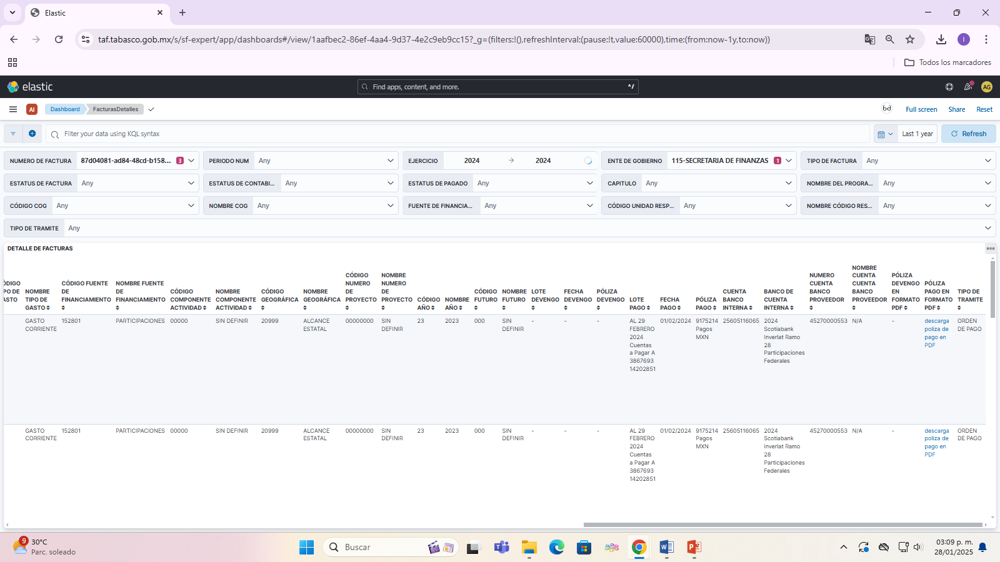 Elastic
taf.tabasco.gob.mx/s/sf-expert/app/dashboards#/view/1aafbec2-86ef-4aa4-9d37-4e2c9eb9cc15?_g=(filters:!(),refreshInterval:(pause:!t,value:60000),time:(from:now-1y,to:now))
I
Todos los marcadores
elastic
Find apps, content, and more.
^/
AG
AI
Dashboard
FacturasDetalles
Full screen
Share
Reset
Filter your data using KQL syntax
Last 1 year
Refresh
NUMERO DE FACTURA 87d04081-ad84-48cd-b158... 3
PERIODO NUM Any
EJERCICIO 2024 → 2024
ENTE DE GOBIERNO 115-SECRETARIA DE FINANZAS 1
TIPO DE FACTURA Any
ESTATUS DE FACTURA Any
ESTATUS DE CONTABI... Any
ESTATUS DE PAGADO Any
CAPITULO Any
NOMBRE DEL PROGRA... Any
CÓDIGO COG Any
NOMBRE COG Any
FUENTE DE FINANCIA... Any
CÓDIGO UNIDAD RESP... Any
NOMBRE CÓDIGO RES... Any
TIPO DE TRAMITE Any
DETALLE DE FACTURAS
NOMBRE
CÓDIGO NOMBRE NUMERO CUENTA PÓLIZA
NUMERO NUMERO CUENTA BANCO DEVENGO PÓLIZA
ÓDIGO CÓDIGO FUENTE NOMBRE FUENTE DE DE CUENTA BANCO DE BANCO PROVEEDOR EN PAGO EN TIPO DE
PO DE NOMBRE DE DE CÓDIGO NOMBRE CÓDIGO NOMBRE PROYECTO PROYECTO CÓDIGO NOMBRE CÓDIGO NOMBRE LOTE FECHA PÓLIZA LOTE FECHA PÓLIZA BANCO CUENTA PROVEEDOR FORMATO FORMATO TRAMITE
ASTO TIPO DE FINANCIAMIENTO FINANCIAMIENTO COMPONENTE COMPONENTE GEOGRÁFICA GEOGRÁFICA AÑO AÑO FUTURO FUTURO DEVENGO DEVENGO DEVENGO PAGO PAGO PAGO INTERNA INTERNA PDF PDF
GASTO ACTIVIDAD ACTIVIDAD
GASTO 152801 PARTICIPACIONES 00000 SIN DEFINIR 20999 ALCANCE 00000000 SIN 23 2023 000 SIN - - - AL 29 01/02/2024 9175214 25605116065 2024 45270000553 N/A - descarga ORDEN
CORRIENTE ESTATAL DEFINIR DEFINIR FEBRERO Pagos Scotiabank poliza de DE PAGO
2024 MXN Inverlat Ramo pago en
Cuentas 28 PDF
a Pagar A Participaciones
3867693 Federales
14202851
GASTO 152801 PARTICIPACIONES 00000 SIN DEFINIR 20999 ALCANCE 00000000 SIN 23 2023 000 SIN - - - AL 29 01/02/2024 9175214 25605116065 2024 45270000553 N/A - descarga ORDEN
CORRIENTE ESTATAL DEFINIR DEFINIR FEBRERO Pagos Scotiabank poliza de DE PAGO
2024 MXN Inverlat Ramo pago en
Cuentas 28 PDF
a Pagar A Participaciones
3867693 Federales
14202851
9
30°C
Parc. soleado
Buscar
03:09 p. m.
28/01/2025